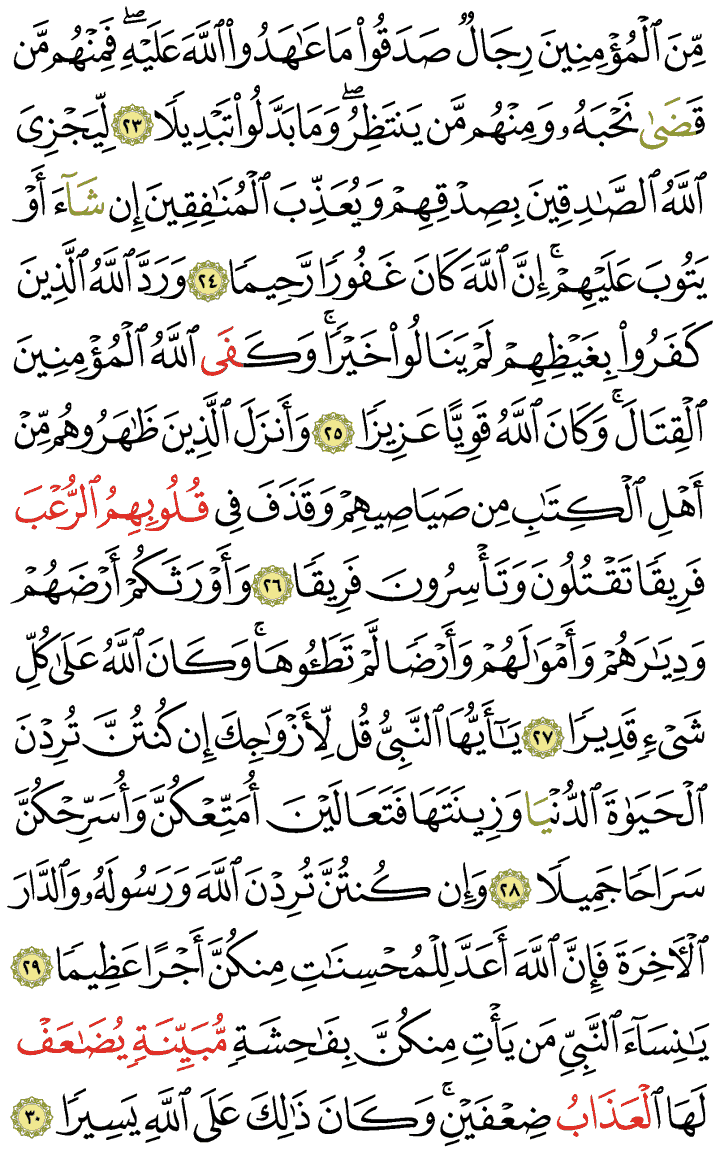 مِّنَ ٱلْمُؤْمِنِينَ رِجَالٌ صَدَقُوا۟ مَا عَـٰهَدُوا۟ ٱللَّهَ عَلَيْهِ ۖ فَمِنْهُم مَّن
قَضَىٰ نَحْبَهُۥ وَمِنْهُم مَّن يَنتَظِرُ ۖ وَمَا بَدَّلُوا۟ تَبْدِيلًا ٢٣ لِّيَجْزِىَ
ٱللَّهُ ٱلصَّـٰدِقِينَ بِصِدْقِهِمْ وَيُعَذِّبَ ٱلْمُنَـٰفِقِينَ إِن شَآءَ أَوْ
يَتُوبَ عَلَيْهِمْ ۚ إِنَّ ٱللَّهَ كَانَ غَفُورًا رَّحِيمًا ٢٤ وَرَدَّ ٱللَّهُ ٱلَّذِينَ
كَفَرُوا۟ بِغَيْظِهِمْ لَمْ يَنَالُوا۟ خَيْرًا ۚ وَكَفَى ٱللَّهُ ٱلْمُؤْمِنِينَ
ٱلْقِتَالَ ۚ وَكَانَ ٱللَّهُ قَوِيًّا عَزِيزًا ٢٥ وَأَنزَلَ ٱلَّذِينَ ظَـٰهَرُوهُم مِّنْ
أَهْلِ ٱلْكِتَـٰبِ مِن صَيَاصِيهِمْ وَقَذَفَ فِى قُلُوبِهِمُ ٱلرُّعْبَ
فَرِيقًا تَقْتُلُونَ وَتَأْسِرُونَ فَرِيقًا ٢٦ وَأَوْرَثَكُمْ أَرْضَهُمْ
وَدِيَـٰرَهُمْ وَأَمْوَٰلَهُمْ وَأَرْضًا لَّمْ تَطَـُٔوهَا ۚ وَكَانَ ٱللَّهُ عَلَىٰ كُلِّ
شَىْءٍ قَدِيرًا ٢٧ يَـٰٓأَيُّهَا ٱلنَّبِىُّ قُل لِّأَزْوَٰجِكَ إِن كُنتُنَّ تُرِدْنَ
ٱلْحَيَوٰةَ ٱلدُّنْيَا وَزِينَتَهَا فَتَعَالَيْنَ أُمَتِّعْكُنَّ وَأُسَرِّحْكُنَّ
سَرَاحًا جَمِيلًا ٢٨ وَإِن كُنتُنَّ تُرِدْنَ ٱللَّهَ وَرَسُولَهُۥ وَٱلدَّارَ
ٱلْـَٔاخِرَةَ فَإِنَّ ٱللَّهَ أَعَدَّ لِلْمُحْسِنَـٰتِ مِنكُنَّ أَجْرًا عَظِيمًا ٢٩
يَـٰنِسَآءَ ٱلنَّبِىِّ مَن يَأْتِ مِنكُنَّ بِفَـٰحِشَةٍ مُّبَيِّنَةٍ يُضَـٰعَفْ
لَهَا ٱلْعَذَابُ ضِعْفَيْنِ ۚ وَكَانَ ذَٰلِكَ عَلَى ٱللَّهِ يَسِيرًا ٣٠